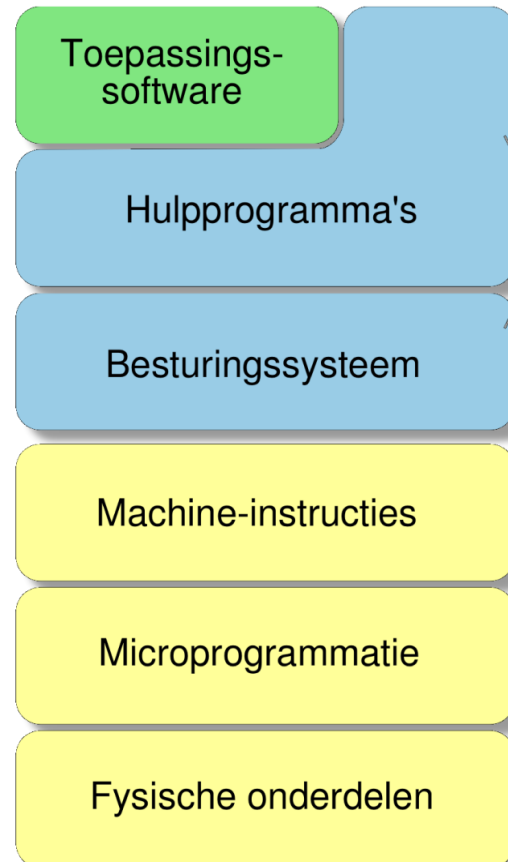 Toepassings-
software
Hulpprogramma's
Besturingssysteem
Machine-instructies
Microprogrammatie
Fysische onderdelen